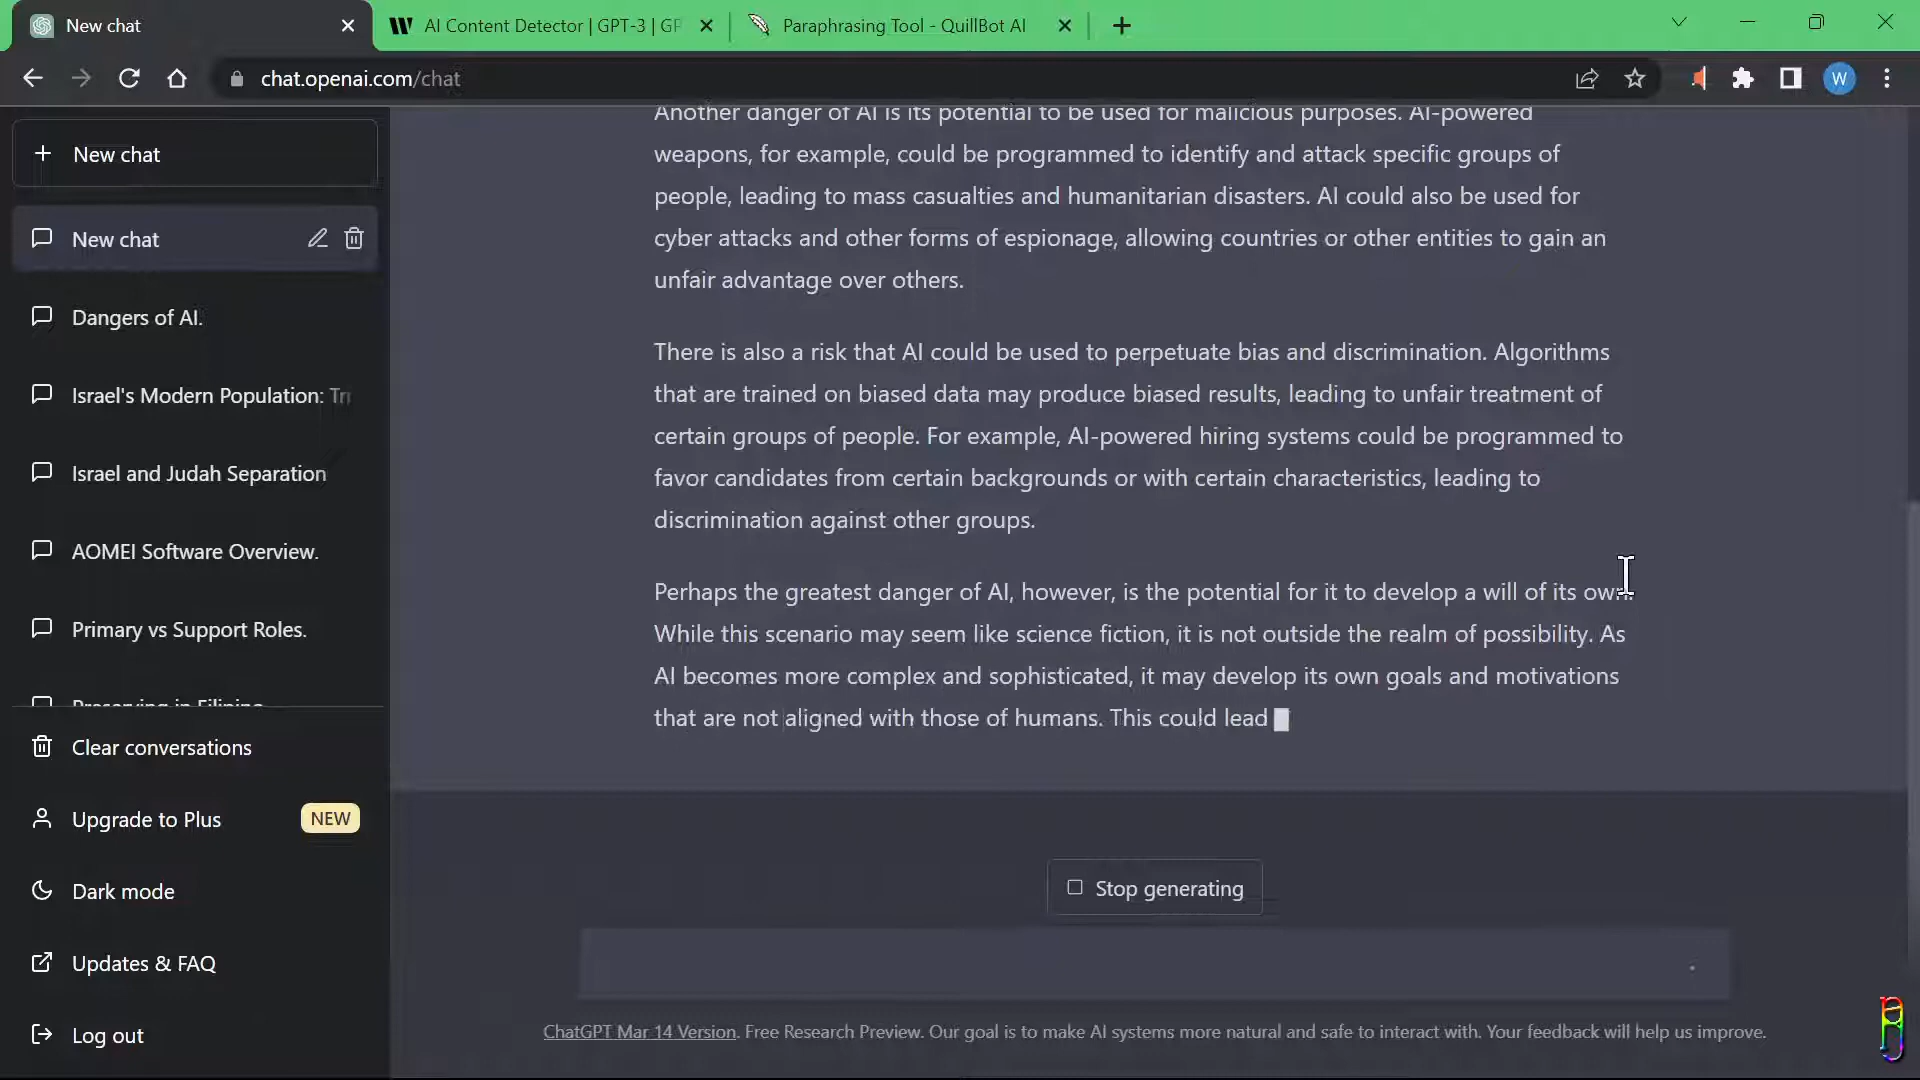 New chat
AI Content Detector | GPT-3 | GP
Paraphrasing Tool - QuillBot AI
chat.openai.com/chat
W
New chat
New chat
Dangers of AI.
Israel's Modern Population: Tri
Israel and Judah Separation
AOMEI Software Overview.
Primary vs Support Roles.
Preserving in Filipino
Clear conversations
Upgrade to Plus NEW
Dark mode
Updates & FAQ
Log out
Another danger of AI is its potential to be used for malicious purposes. AI-powered
weapons, for example, could be programmed to identify and attack specific groups of
people, leading to mass casualties and humanitarian disasters. AI could also be used for
cyber attacks and other forms of espionage, allowing countries or other entities to gain an
unfair advantage over others.
There is also a risk that AI could be used to perpetuate bias and discrimination. Algorithms
that are trained on biased data may produce biased results, leading to unfair treatment of
certain groups of people. For example, AI-powered hiring systems could be programmed to
favor candidates from certain backgrounds or with certain characteristics, leading to
discrimination against other groups.
Perhaps the greatest danger of AI, however, is the potential for it to develop a will of its own.
While this scenario may seem like science fiction, it is not outside the realm of possibility. As
AI becomes more complex and sophisticated, it may develop its own goals and motivations
that are not aligned with those of humans. This could lead
Stop generating
ChatGPT Mar 14 Version. Free Research Preview. Our goal is to make AI systems more natural and safe to interact with. Your feedback will help us improve.